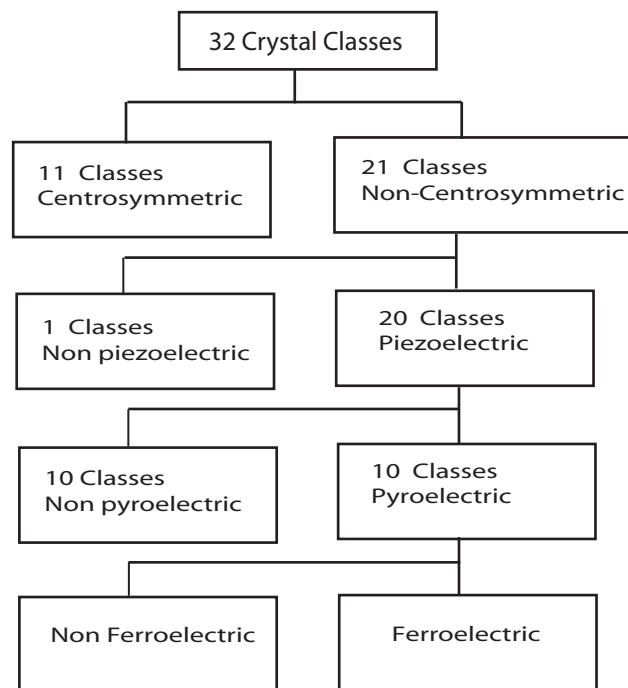 32 Crystal Classes
11 Classes
Centrosymmetric
21 Classes
Non-Centrosymmetric
1 Classes
Non piezoelectric
20 Classes
Piezoelectric
10 Classes
Non pyroelectric
10 Classes
Pyroelectric
Non Ferroelectric
Ferroelectric